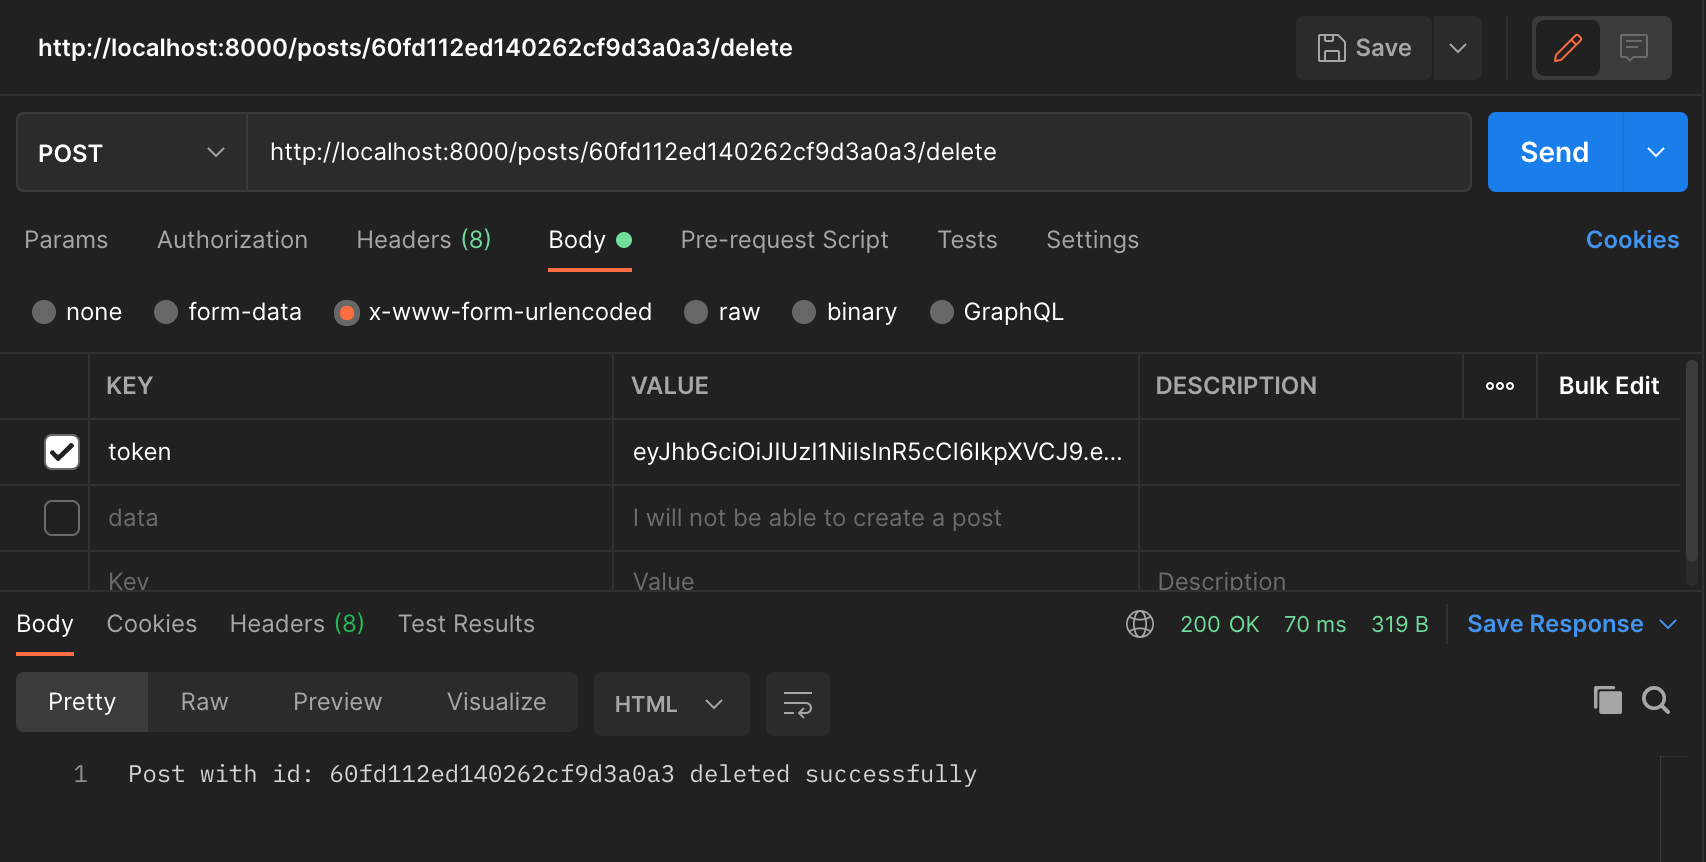 http://localhost:8000/posts/60fd112ed140262cf9d3a0a3/delete
Save
POST
http://localhost:8000/posts/60fd112ed140262cf9d3a0a3/delete
Send
Params Authorization Headers (8) Body Pre-request Script Tests Settings Cookies
none form-data x-www-form-urlencoded raw binary GraphQL
KEY VALUE DESCRIPTION Bulk Edit
token eyJhbGciOiJIUzI1NiIsInR5cCI6IkpXVCJ9.e...
data I will not be able to create a post
Key Value Description
Body Cookies Headers (8) Test Results 200 OK 70 ms 319 B Save Response
Pretty Raw Preview Visualize HTML
1 Post with id: 60fd112ed140262cf9d3a0a3 deleted successfully